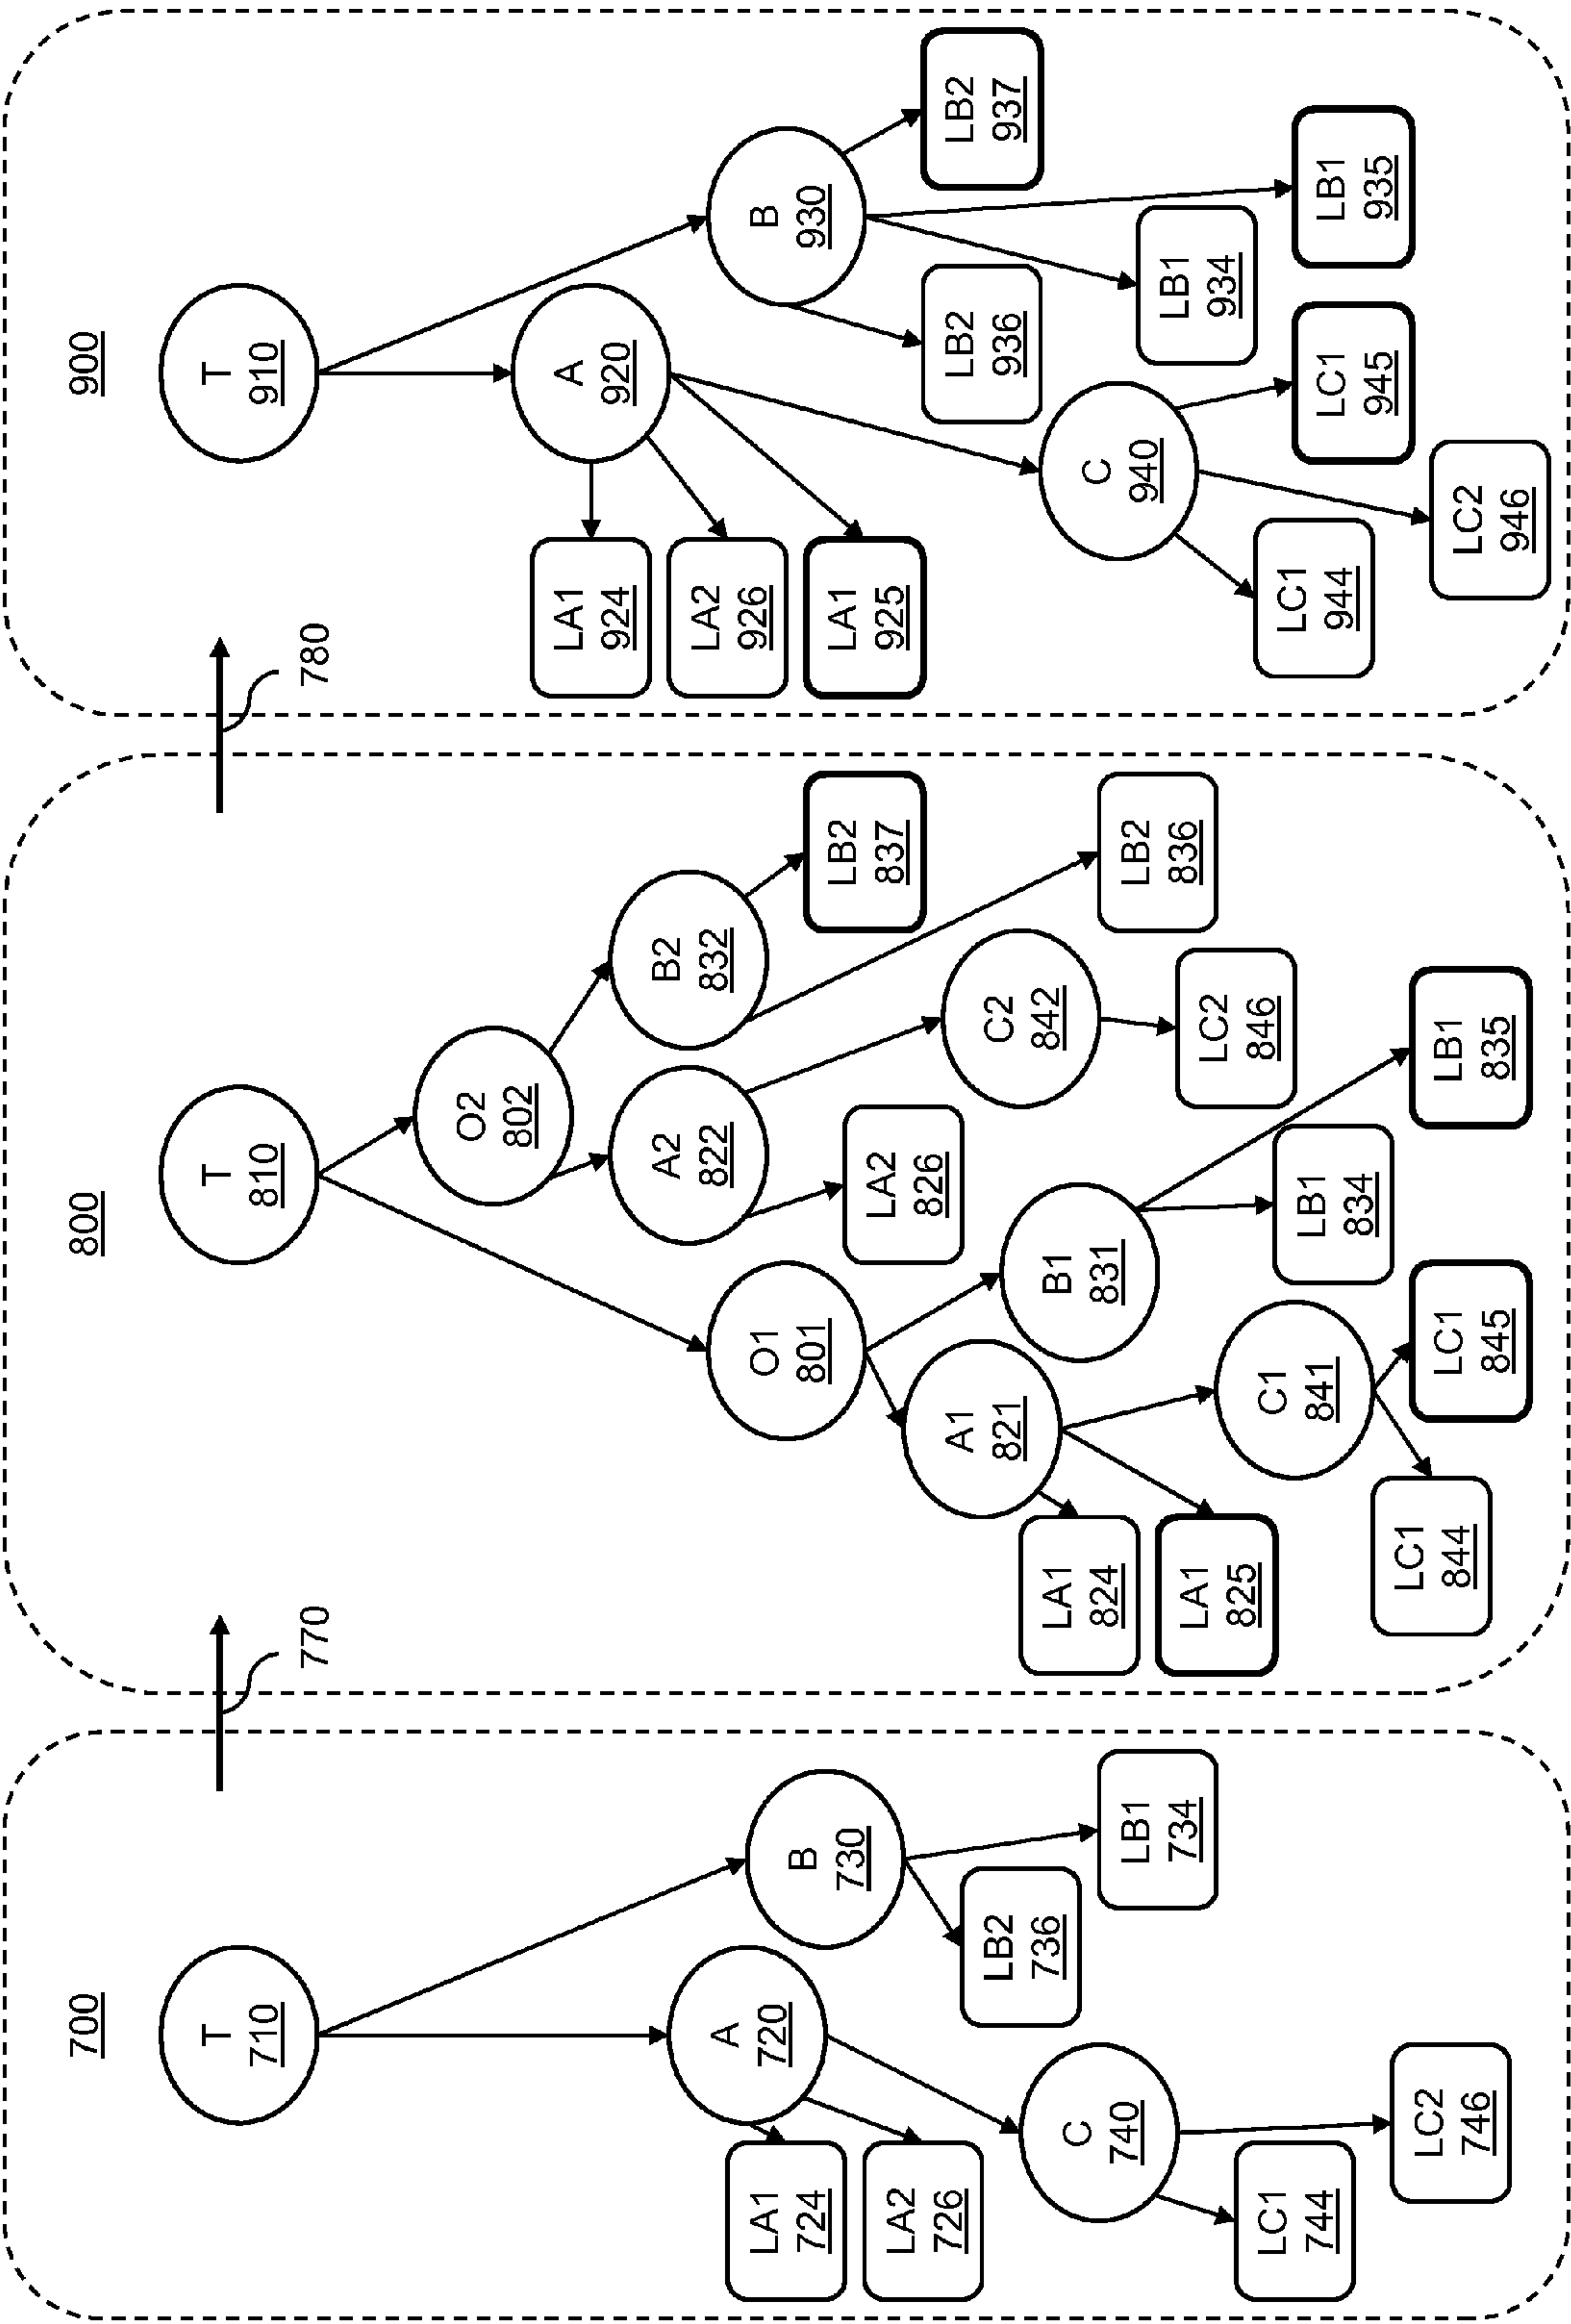 700
T
710
A
720
B
730
LA1
724
LA2
726
C
740
LB2
736
LB1
734
LC1
744
LC2
746
770
800
T
810
O2
802
O1
801
A2
822
B2
832
LB2
837
LA2
826
C2
842
LB2
836
A1
821
B1
831
LC2
846
LA1
824
LA1
825
C1
841
LB1
834
LB1
835
LC1
844
LC1
845
780
900
T
910
A
920
B
930
LA1
924
LA2
926
LA1
925
LB2
936
LB2
937
C
940
LB1
934
LB1
935
LC1
944
LC1
945
LC2
946